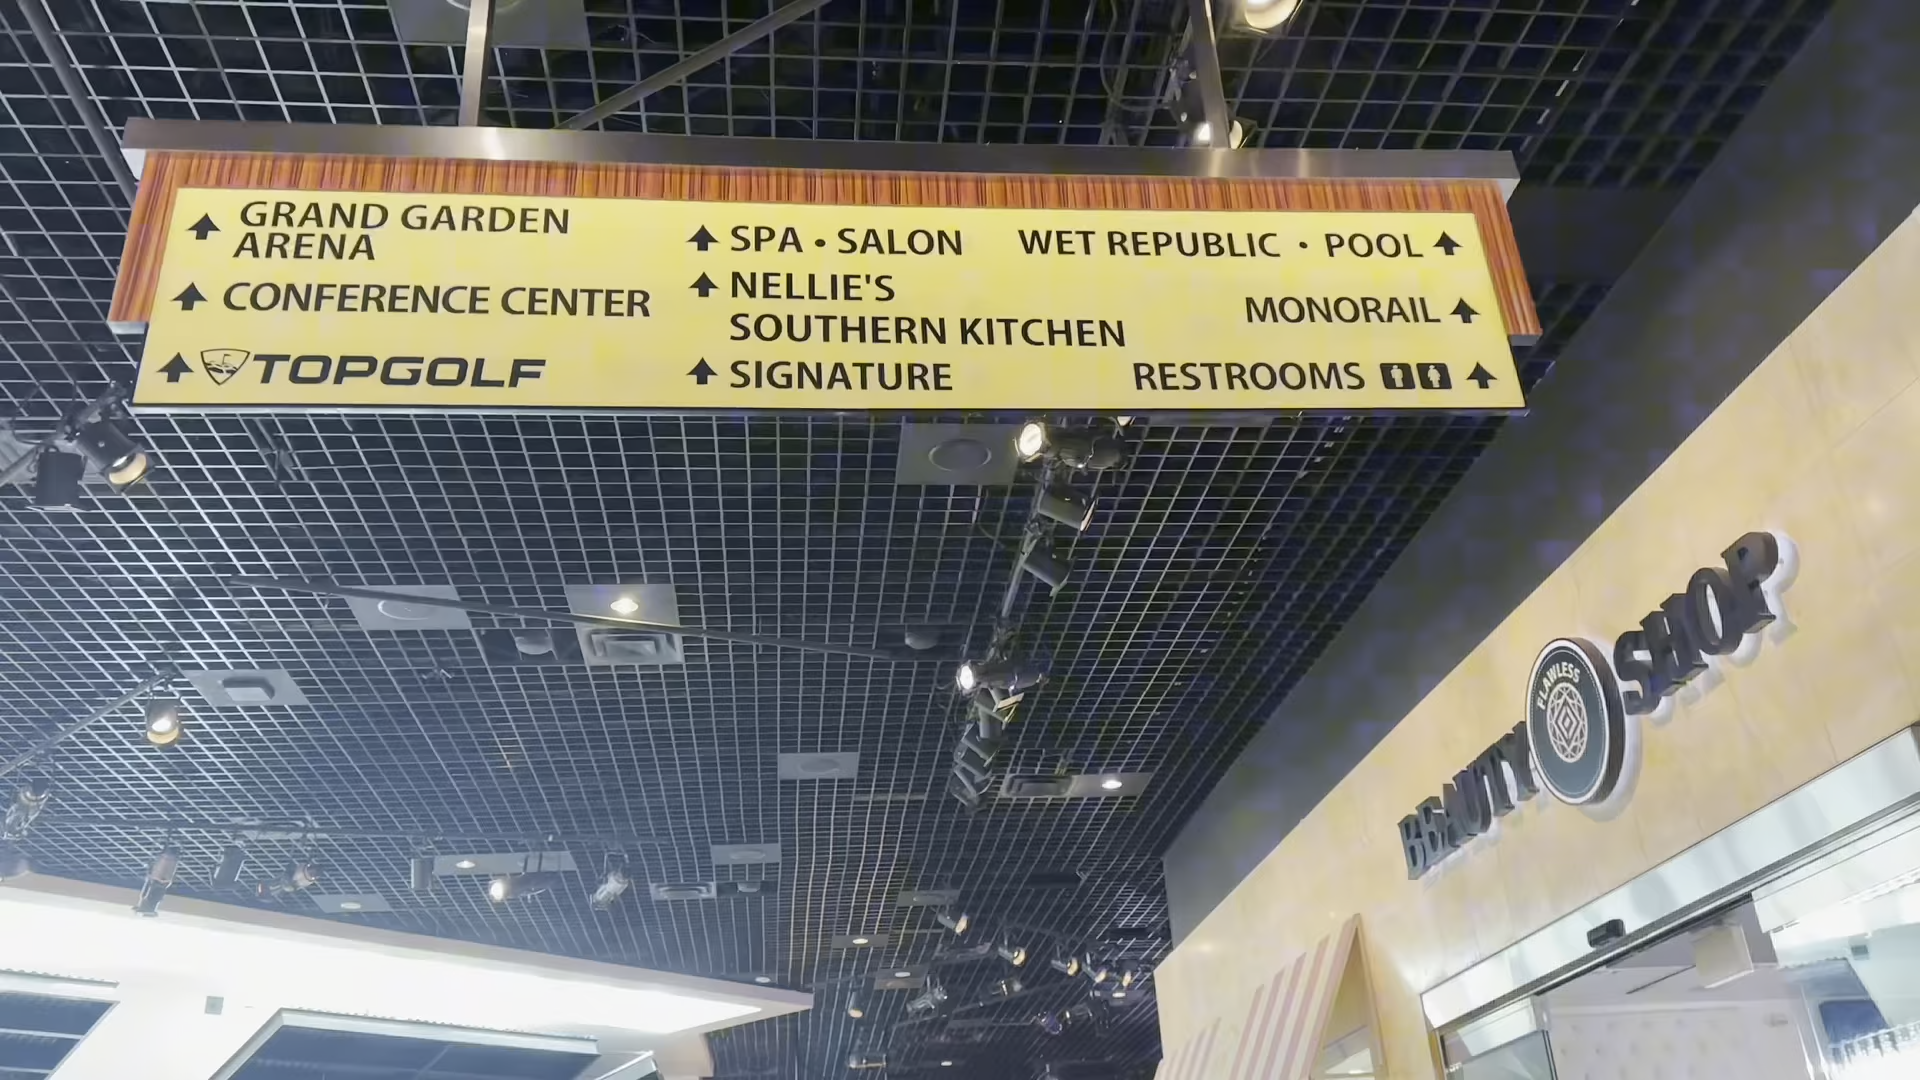 GRAND GARDEN
ARENA
CONFERENCE CENTER
TOPGOLF
SPA • SALON
NELLIE'S
SOUTHERN KITCHEN
SIGNATURE
WET REPUBLIC • POOL
MONORAIL
RESTROOMS
BEAUTY
FLAWLESS
SHOP